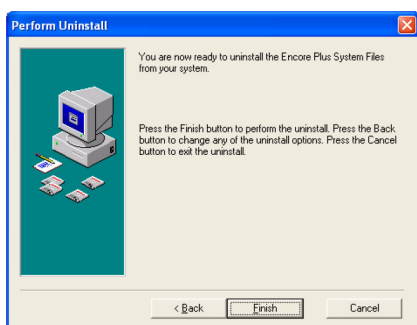 Perform Uninstall
You are now ready to uninstall the Encore Plus System Files
from your system.
Press the Finish button to perform the uninstall. Press the Back
button to change any of the uninstall options. Press the Cancel
button to exit the uninstall.
< Back
Finish
Cancel